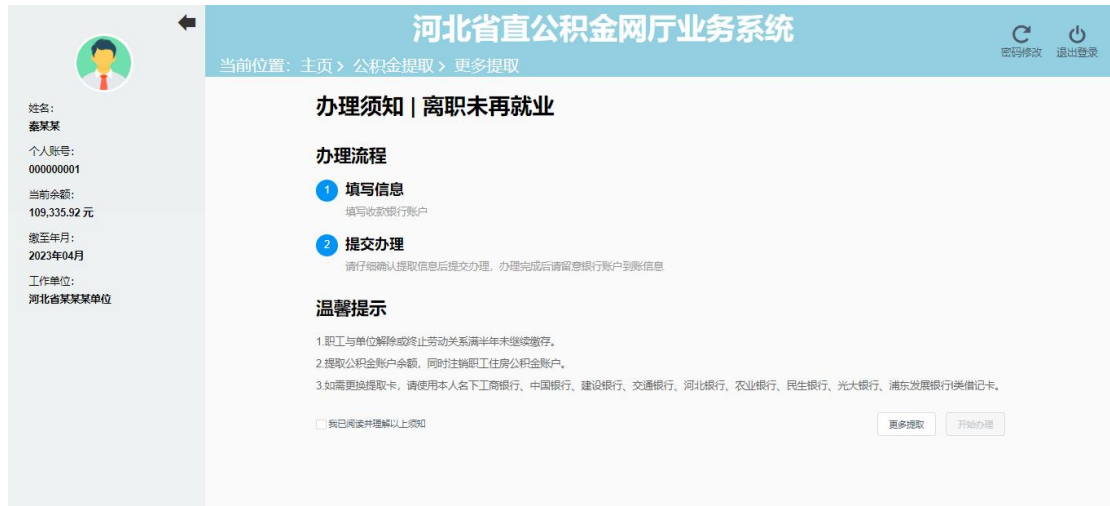 河北省直公积金网厅业务系统
密码修改 退出登录
当前位置：主页> 公积金提取> 更多提取
姓名：
秦某某
个人账号：
000000001
当前余额：
109,335.92 元
缴至年月：
2023年04月
工作单位：
河北省某某某单位
办理须知 | 离职未再就业
办理流程
1 填写信息
填写收款银行账户
2 提交办理
请仔细确认提取信息后提交办理，办理完成后请留意银行账户到账信息
温馨提示
1.职工与单位解除或终止劳动关系满半年未继续缴存。
2.提取公积金账户余额，同时注销职工住房公积金账户。
3.如需更换提取卡，请使用本人名下工商银行、中国银行、建设银行、交通银行、河北银行、农业银行、民生银行、光大银行、浦东发展银行I类借记卡。
我已阅读并理解以上须知
更多提取 开始办理